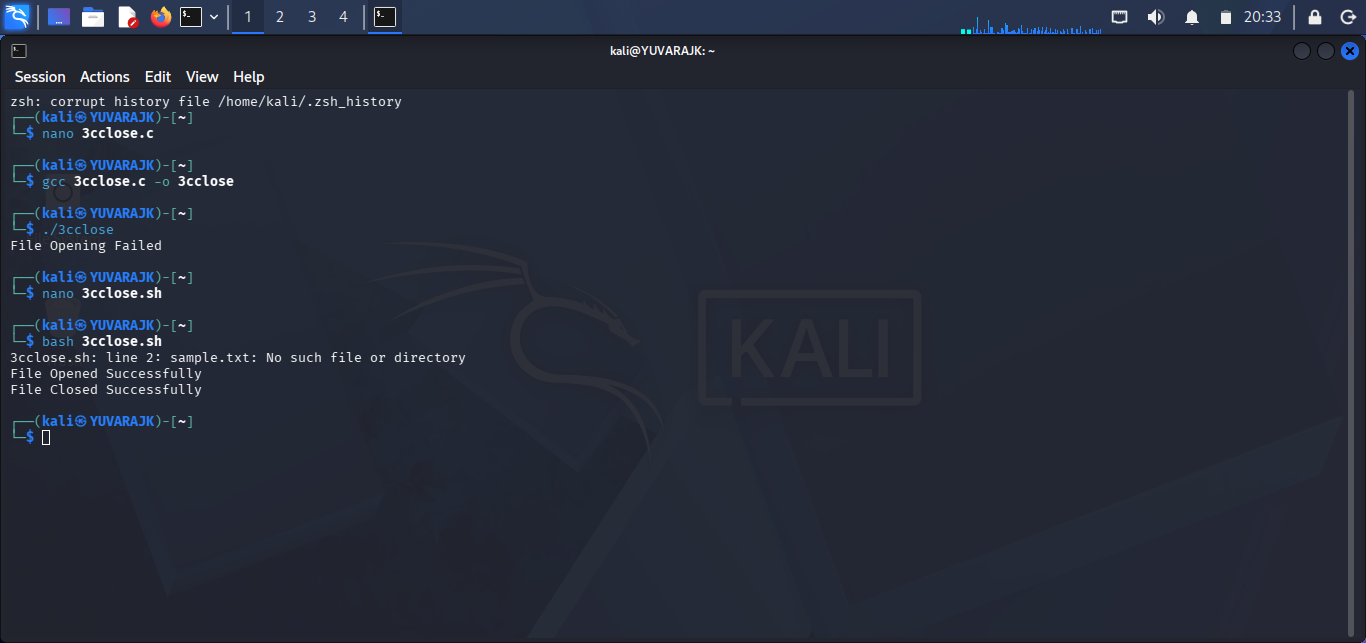 1 2 3 4 20:33
kali@YUVARAJK: ~
Session Actions Edit View Help
zsh: corrupt history file /home/kali/.zsh_history
┌──(kali㉿YUVARAJK)-[~]
└─$ nano 3cclose.c
┌──(kali㉿YUVARAJK)-[~]
└─$ gcc 3cclose.c -o 3cclose
┌──(kali㉿YUVARAJK)-[~]
└─$ ./3cclose
File Opening Failed
┌──(kali㉿YUVARAJK)-[~]
└─$ nano 3cclose.sh
┌──(kali㉿YUVARAJK)-[~]
└─$ bash 3cclose.sh
3cclose.sh: line 2: sample.txt: No such file or directory
File Opened Successfully
File Closed Successfully
┌──(kali㉿YUVARAJK)-[~]
└─$
KALI